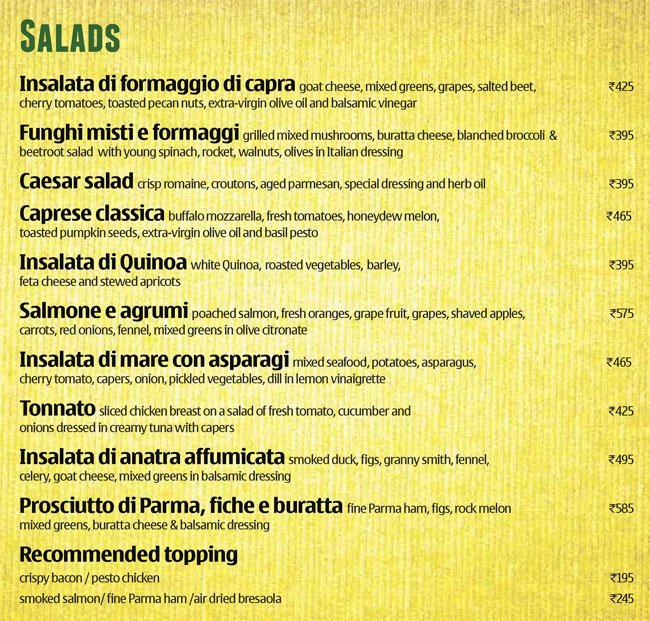 SALADS
Insalata di formaggio di capra goat cheese, mixed greens, grapes, salted beet, ₹425
cherry tomatoes, toasted pecan nuts, extra-virgin olive oil and balsamic vinegar
Funghi misti e formaggi grilled mixed mushrooms, buratta cheese, blanched broccoli & ₹395
beetroot salad with young spinach, rocket, walnuts, olives in Italian dressing
Caesar salad crisp romaine, croutons, aged parmesan, special dressing and herb oil ₹395
Caprese classica buffalo mozzarella, fresh tomatoes, honeydew melon, ₹465
toasted pumpkin seeds, extra-virgin olive oil and basil pesto
Insalata di Quinoa white Quinoa, roasted vegetables, barley, ₹395
feta cheese and stewed apricots
Salmone e agrumi poached salmon, fresh oranges, grape fruit, grapes, shaved apples, ₹575
carrots, red onions, fennel, mixed greens in olive citronate
Insalata di mare con asparagi mixed seafood, potatoes, asparagus, ₹465
cherry tomato, capers, onion, pickled vegetables, dill in lemon vinaigrette
Tonnato sliced chicken breast on a salad of fresh tomato, cucumber and ₹425
onions dressed in creamy tuna with capers
Insalata di anatra affumicata smoked duck, figs, granny smith, fennel, ₹495
celery, goat cheese, mixed greens in balsamic dressing
Prosciutto di Parma, fiche e buratta fine Parma ham, figs, rock melon ₹585
mixed greens, buratta cheese & balsamic dressing
Recommended topping
crispy bacon / pesto chicken ₹195
smoked salmon/ fine Parma ham /air dried bresaola ₹245